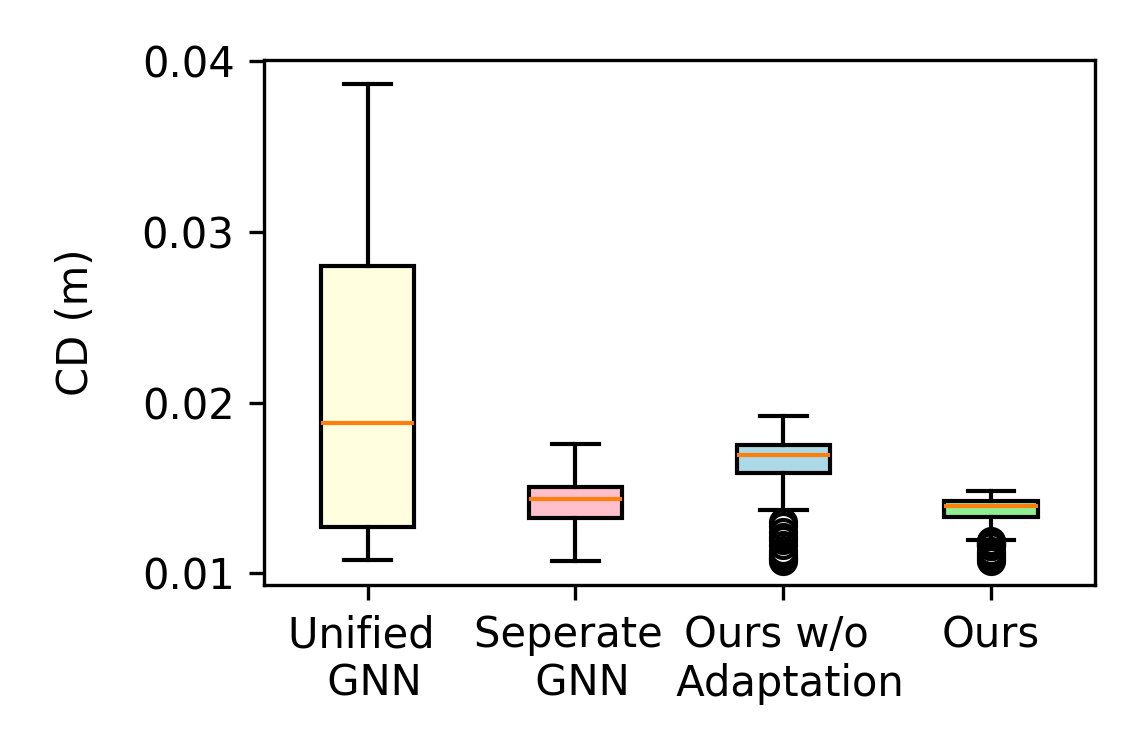 0.04
0.03
0.02
0.01
CD (m)
Unified
GNN
Seperate
GNN
Ours w/o
Adaptation
Ours